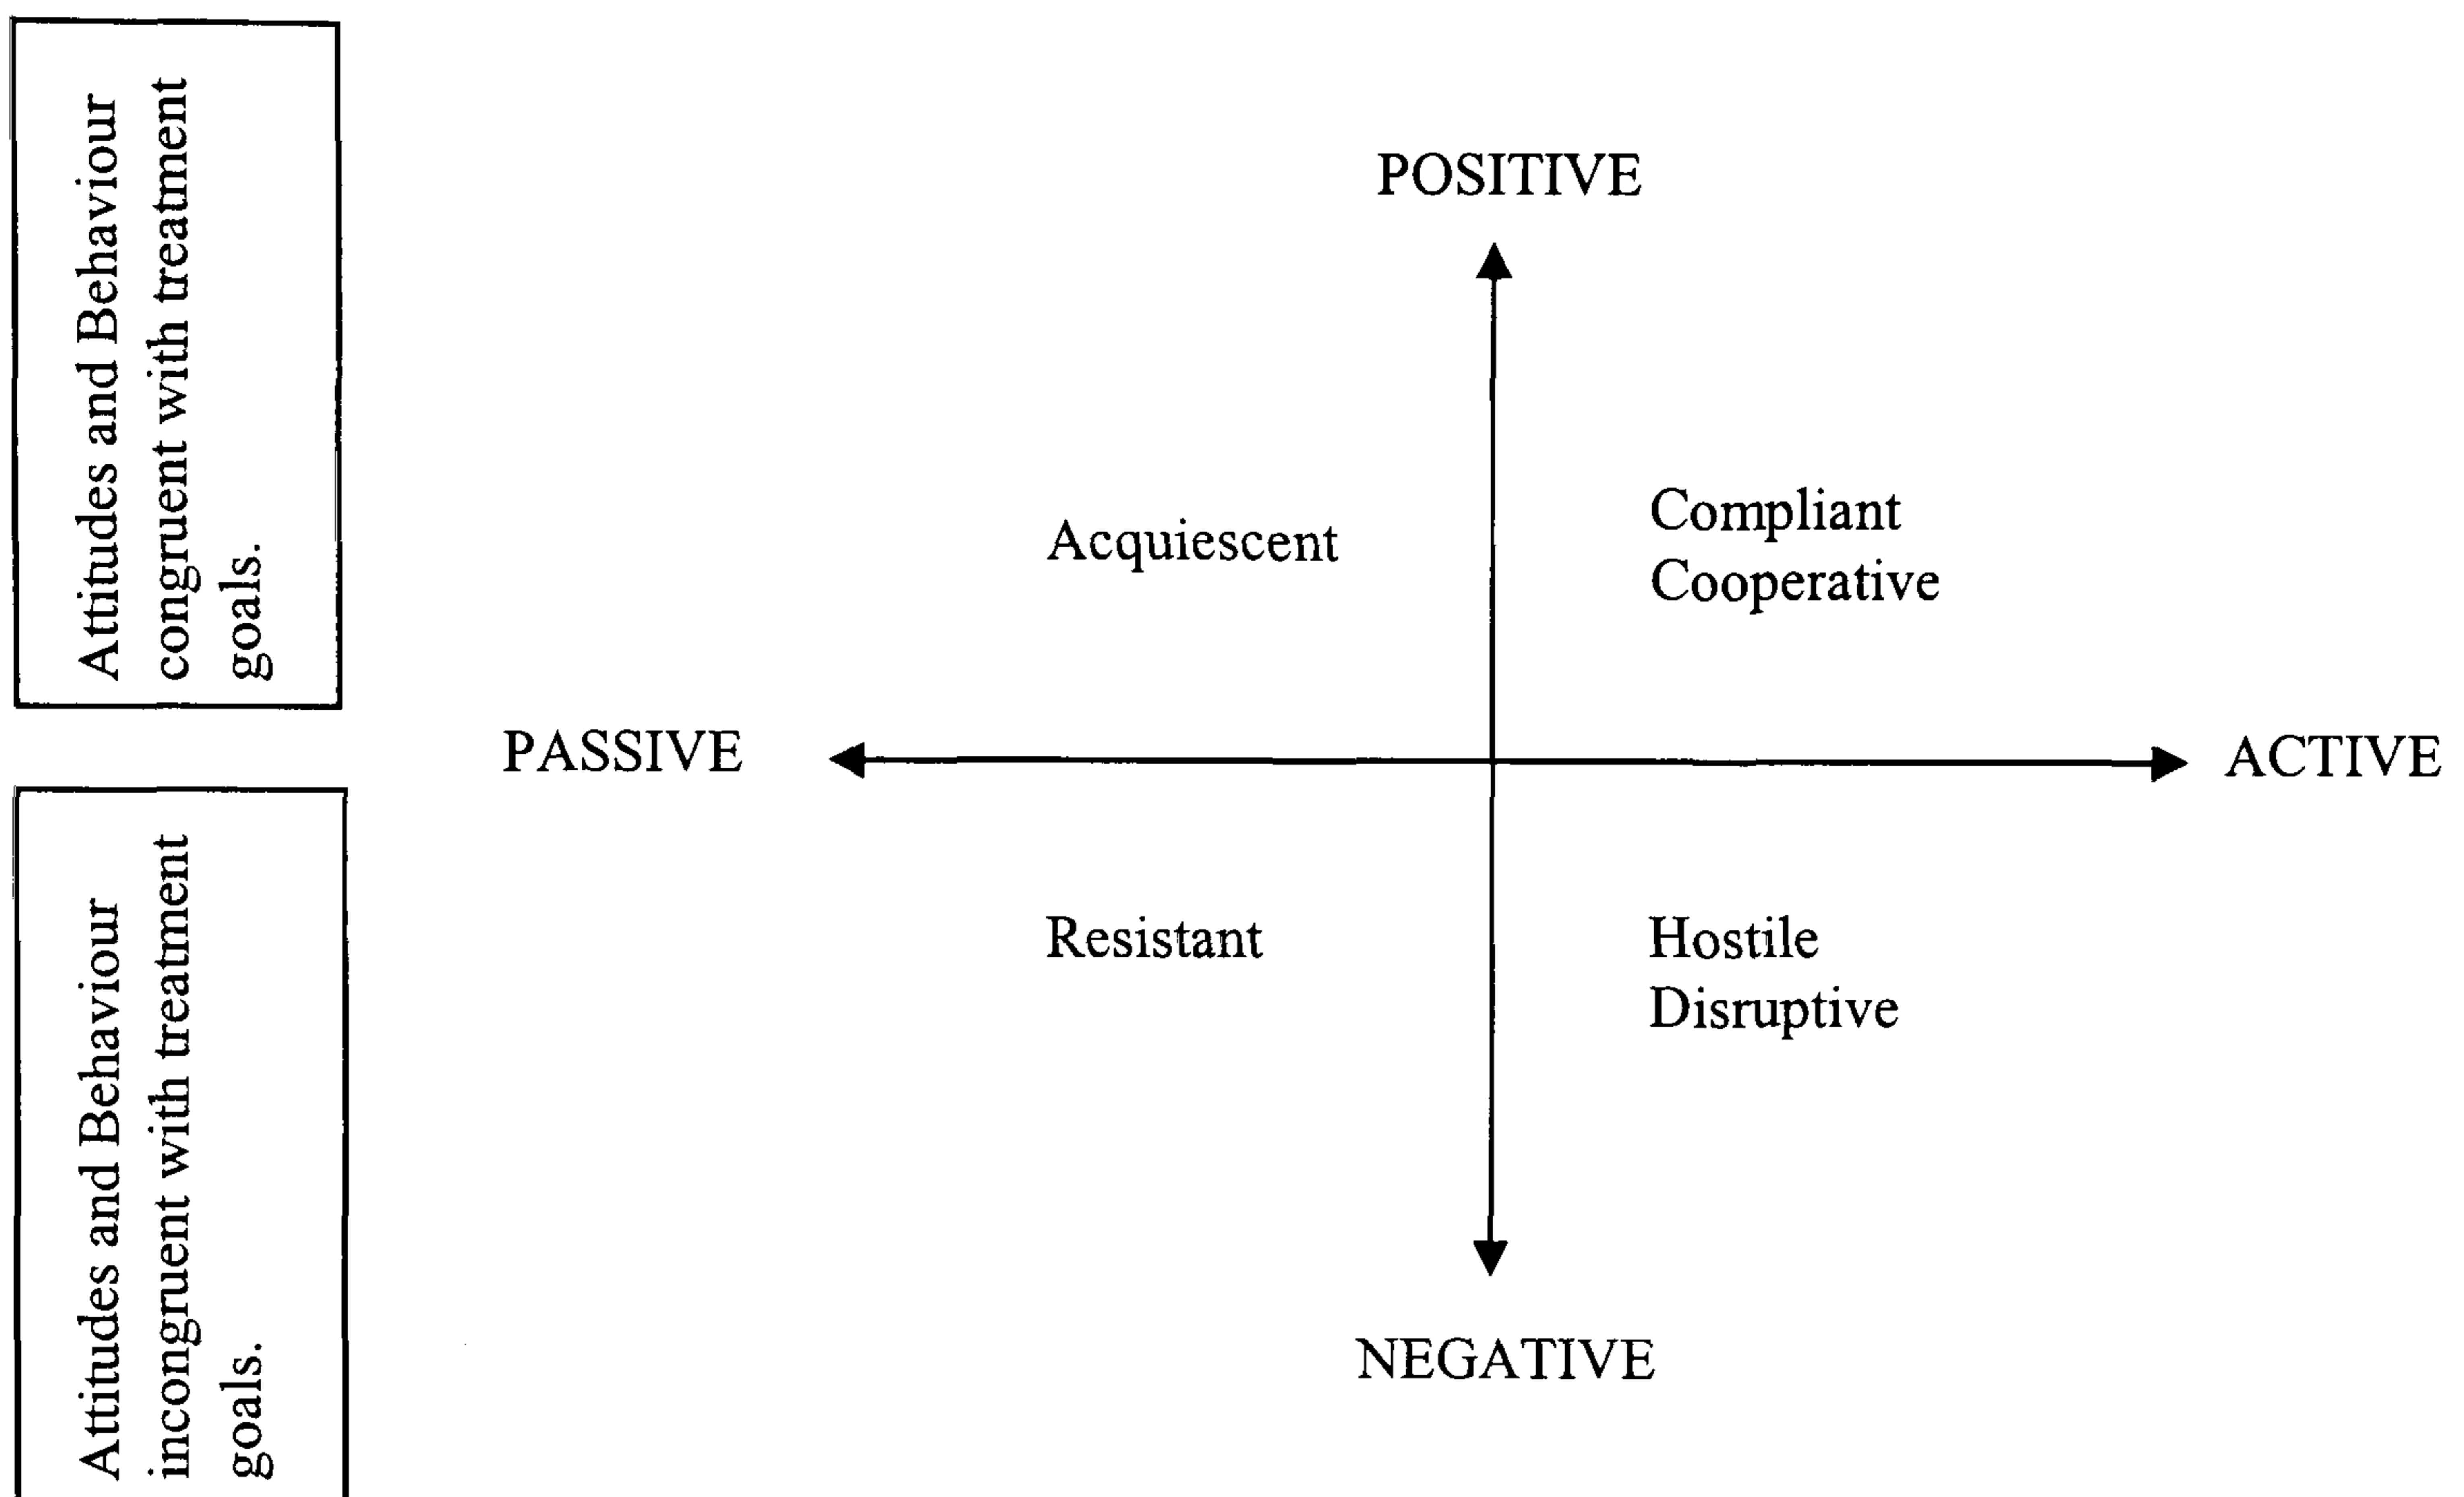 Attitudes and Behaviour
congruent with treatment
goals.
POSITIVE
Acquiescent
Compliant
Cooperative
PASSIVE
ACTIVE
Attitudes and Behaviour
incongruent with treatment
goals.
Resistant
Hostile
Disruptive
NEGATIVE